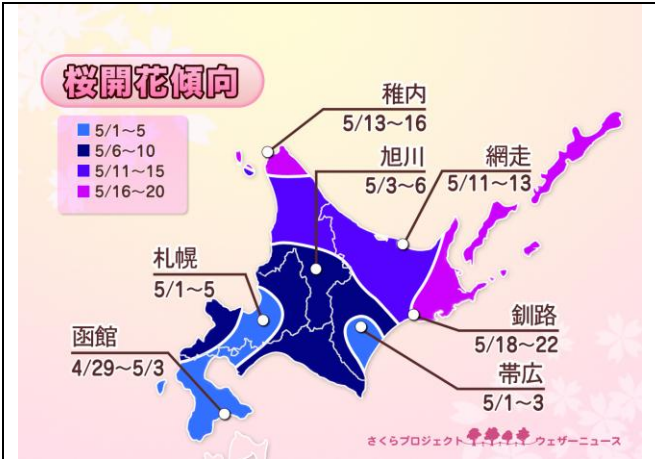 桜開花傾向
5/1～5
5/6～10
5/11～15
5/16～20
稚内
5/13～16
旭川
5/3～6
網走
5/11～13
札幌
5/1～5
函館
4/29～5/3
釧路
5/18～22
帯広
5/1～3
さくらプロジェクト ウェザーニュース